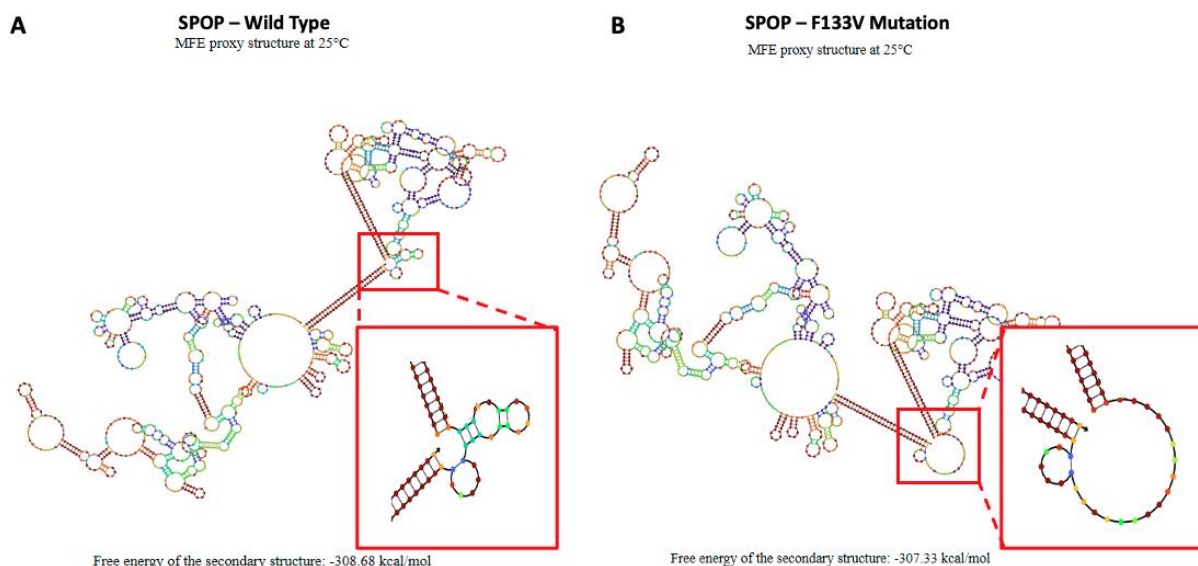 A
SPOP – Wild Type
MFE proxy structure at 25°C
Free energy of the secondary structure: -308.68 kcal/mol
B
SPOP – F133V Mutation
MFE proxy structure at 25°C
Free energy of the secondary structure: -307.33 kcal/mol